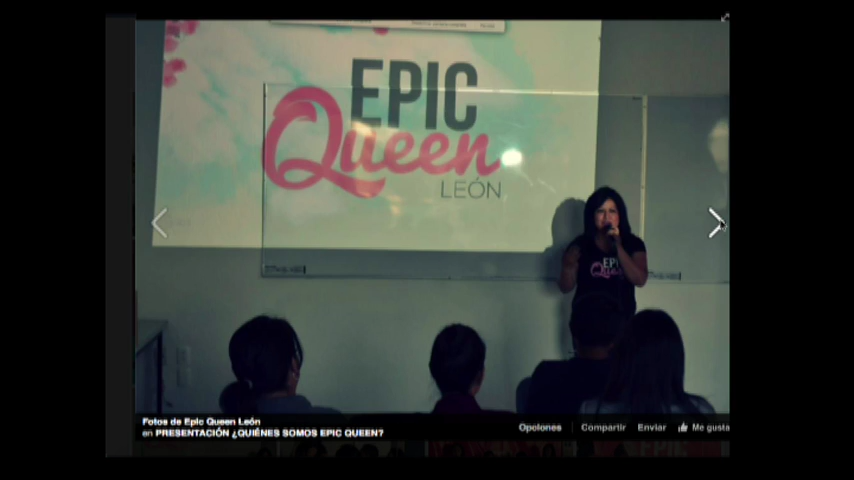 EPIC
Queen
LEÓN
EPIC
Queen
Fotos de Epic Queen León
en PRESENTACIÓN ¿QUIÉNES SOMOS EPIC QUEEN?
Opciones Compartir Enviar Me gusta